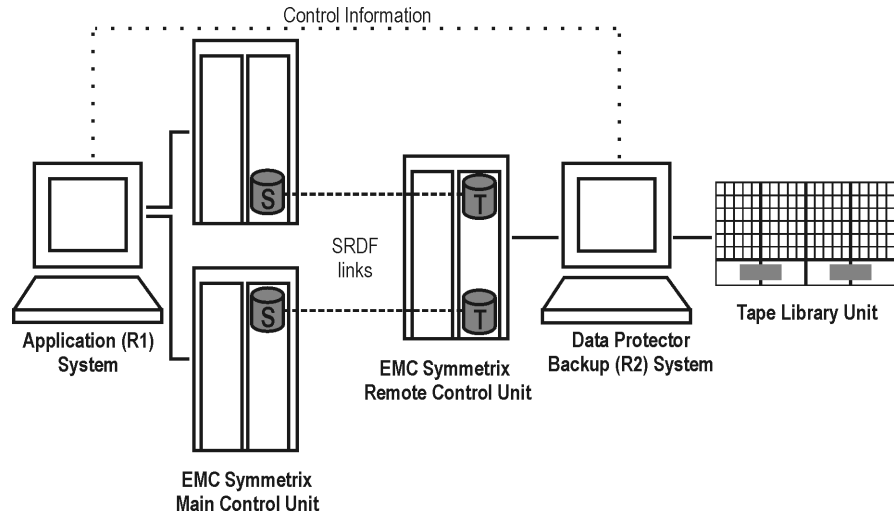 Control Information
S
T
SRDF
links
S
T
Application (R1)
System
EMC Symmetrix
Main Control Unit
EMC Symmetrix
Remote Control Unit
Data Protector
Backup (R2) System
Tape Library Unit